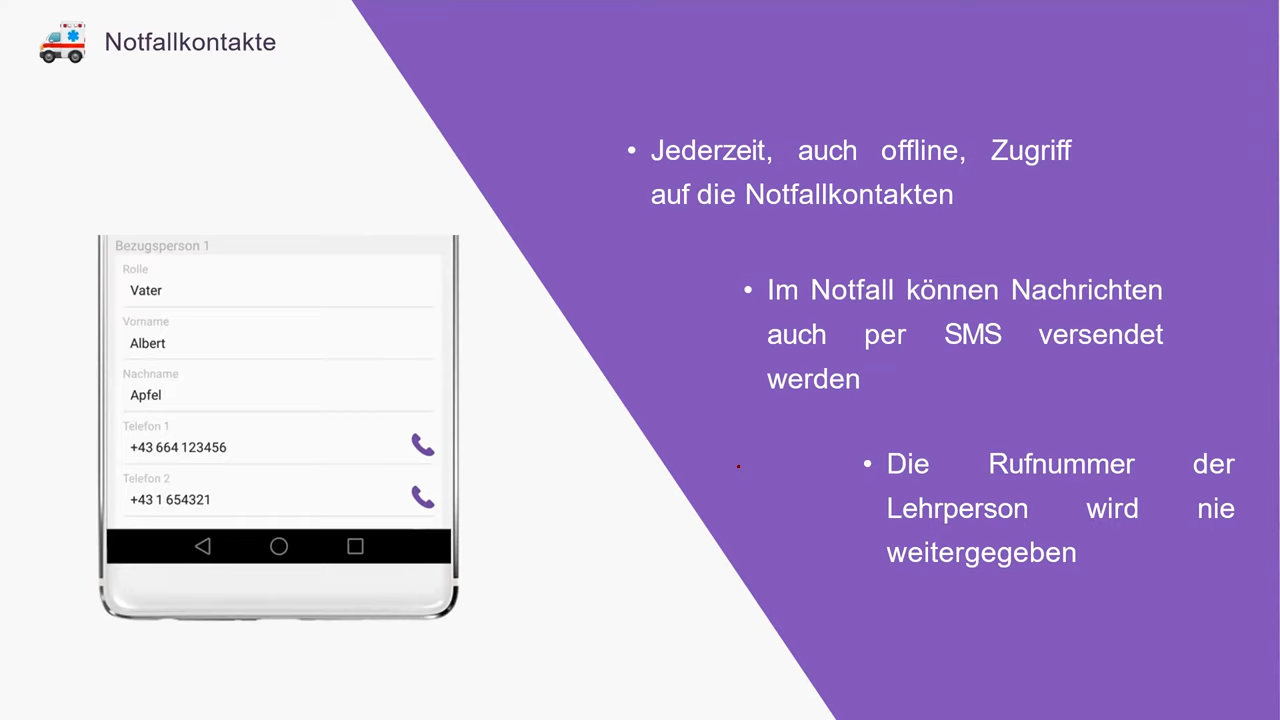 Notfallkontakte
Bezugsperson 1
Rolle
Vater
Vorname
Albert
Nachname
Apfel
Telefon 1
+43 664 123456
Telefon 2
+43 1 654321
• Jederzeit, auch offline, Zugriff
auf die Notfallkontakten
• Im Notfall können Nachrichten
auch per SMS versendet
werden
• Die Rufnummer der
Lehrperson wird nie
weitergegeben